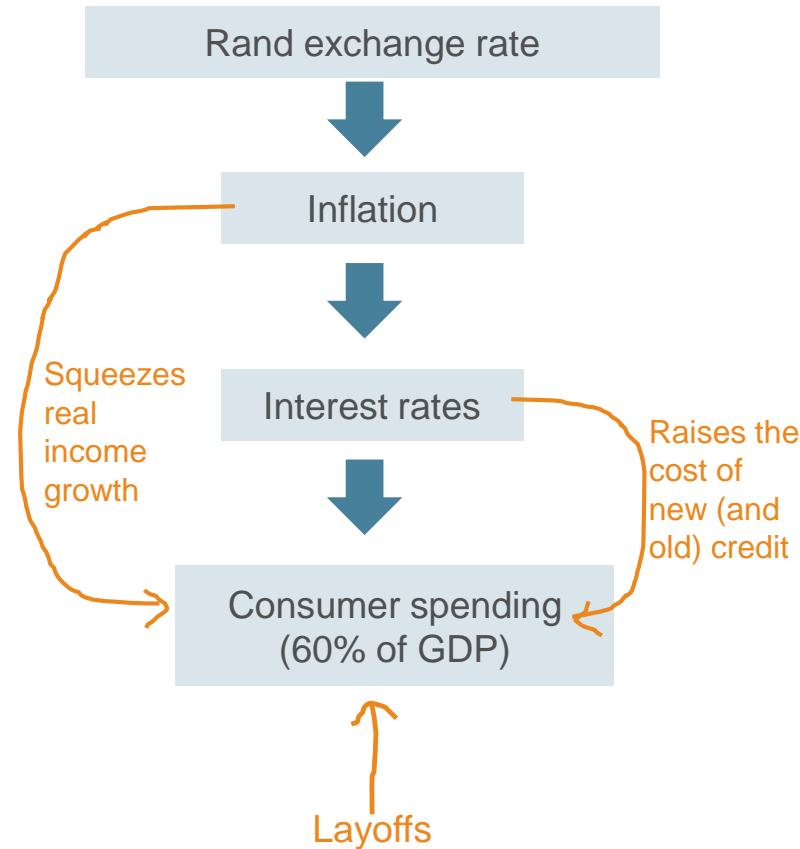 Rand exchange rate
Inflation
Squeezes
real
income
growth
Interest rates
Raises the
cost of
new (and
old) credit
Consumer spending
(60% of GDP)
Layoffs